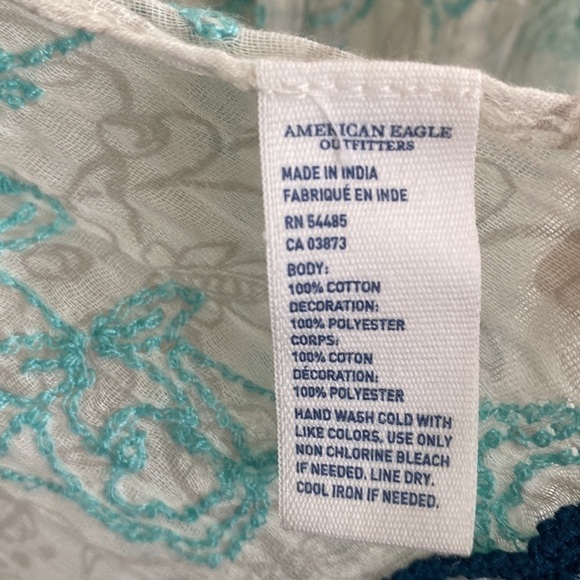 AMERICAN EAGLE
OUTFITTERS
MADE IN INDIA
FABRIQUÉ EN INDE
RN 54485
CA 03873
BODY:
100% COTTON
DECORATION:
100% POLYESTER
CORPS:
100% COTON
DÉCORATION:
100% POLYESTER
HAND WASH COLD WITH
LIKE COLORS. USE ONLY
NON CHLORINE BLEACH
IF NEEDED. LINE DRY.
COOL IRON IF NEEDED.